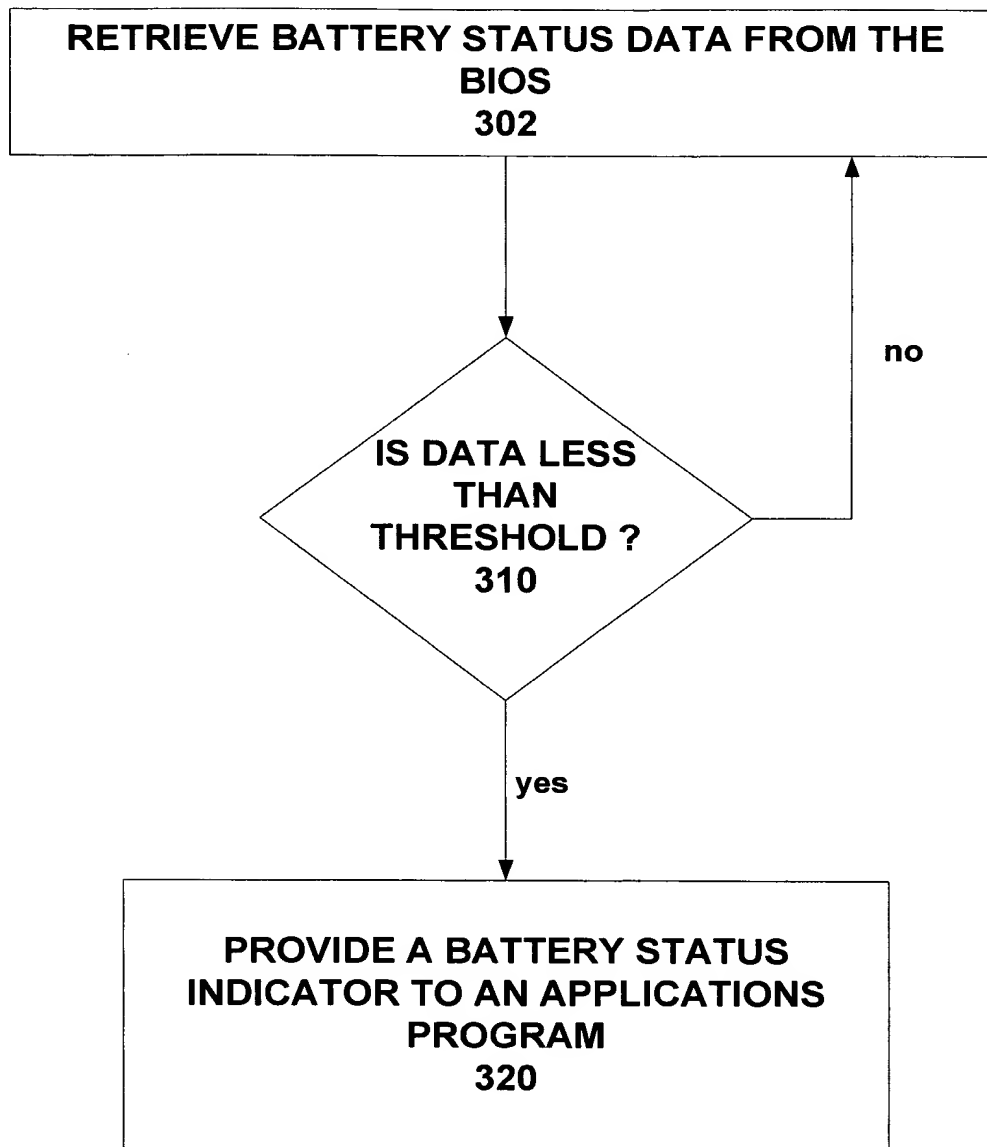 RETRIEVE BATTERY STATUS DATA FROM THE
BIOS
302
no
IS DATA LESS
THAN
THRESHOLD ?
310
yes
PROVIDE A BATTERY STATUS
INDICATOR TO AN APPLICATIONS
PROGRAM
320